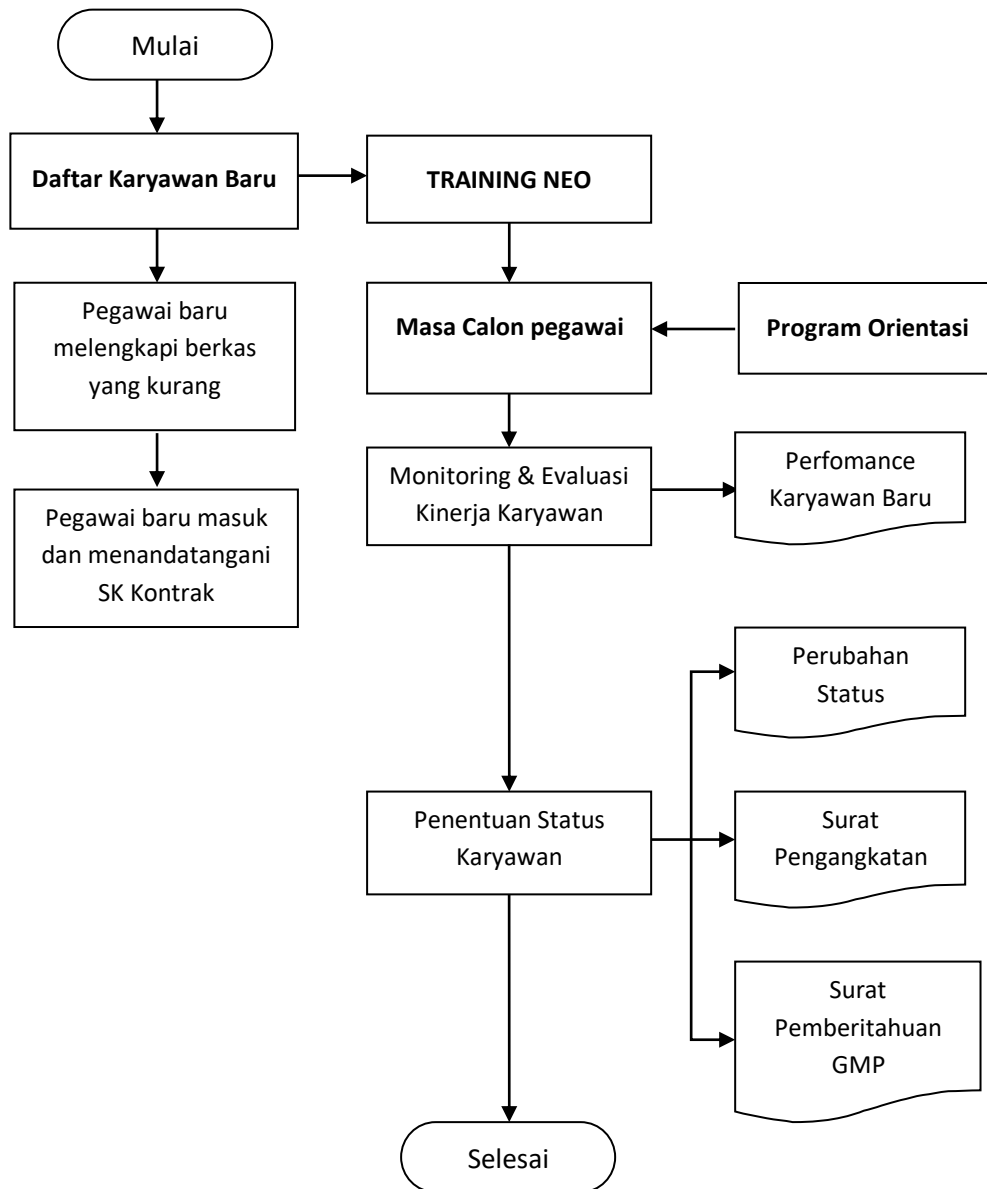 Mulai
Daftar Karyawan Baru
TRAINING NEO
Pegawai baru
melengkapi berkas
yang kurang
Masa Calon pegawai
Program Orientasi
Monitoring & Evaluasi
Kinerja Karyawan
Perfomance
Karyawan Baru
Pegawai baru masuk
dan menandatangani
SK Kontrak
Perubahan
Status
Penentuan Status
Karyawan
Surat
Pengangkatan
Surat
Pemberitahuan
GMP
Selesai